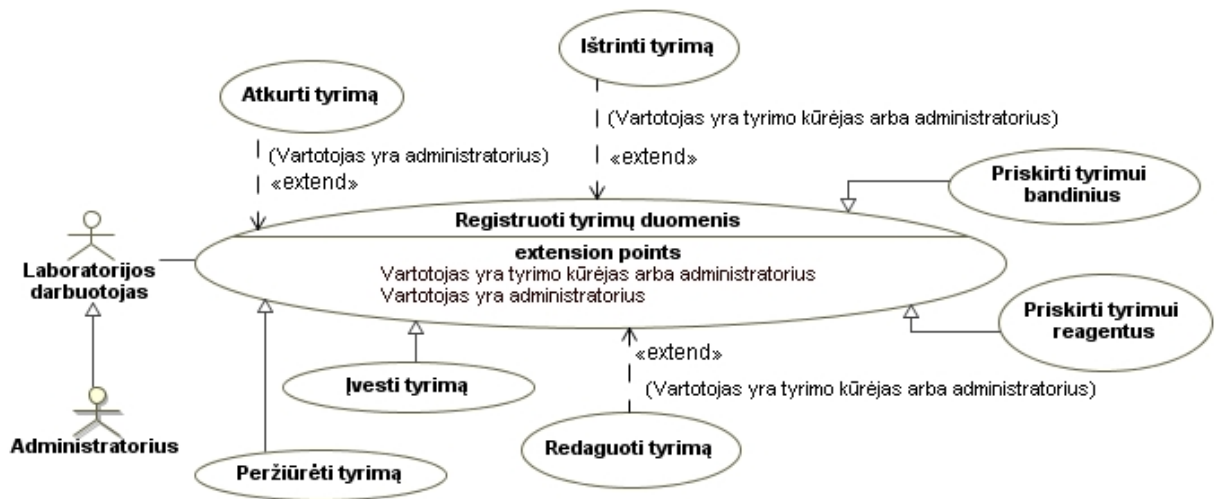 Ištrinti tyrimą
Atkurti tyrimą
(Vartotojas yra tyrimo kūrėjas arba administratorius)
(Vartotojas yra administratorius)
«extend»
«extend»
Priskirti tyrimui
bandinius
Registruoti tyrimų duomenis
extension points
Vartotojas yra tyrimo kūrėjas arba administratorius
Vartotojas yra administratorius
Laboratorijos
darbuotojas
Priskirti tyrimui
reagentus
«extend»
Įvesti tyrimą
(Vartotojas yra tyrimo kūrėjas arba administratorius)
Administratorius
Redaguoti tyrimą
Peržiūrėti tyrimą